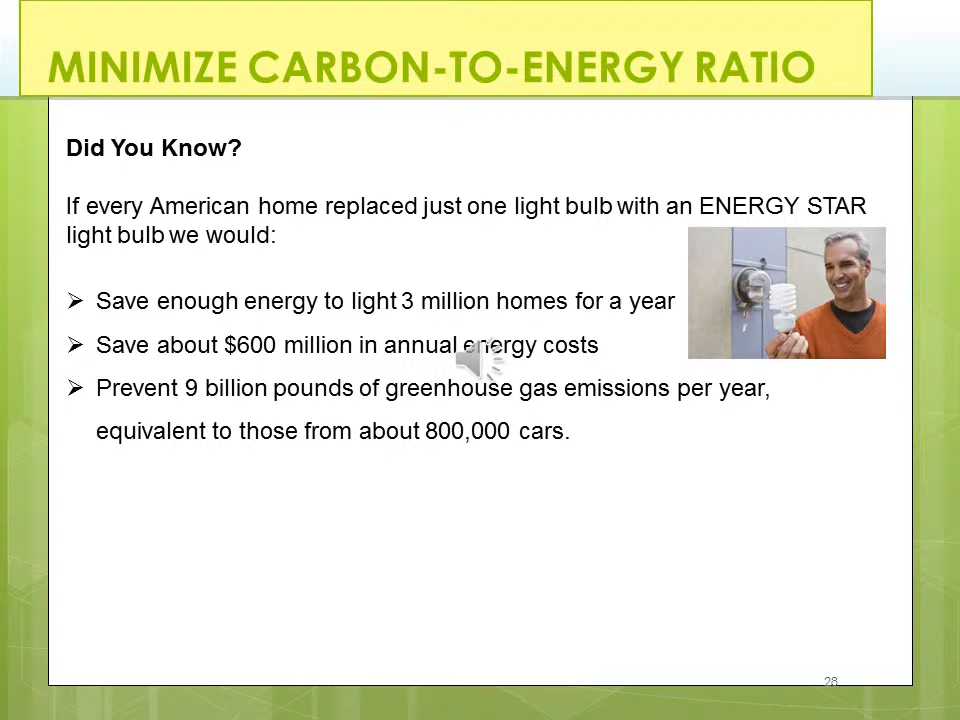 MINIMIZE CARBON-TO-ENERGY RATIO
Did You Know?
If every American home replaced just one light bulb with an ENERGY STAR
light bulb we would:
➢ Save enough energy to light 3 million homes for a year
➢ Save about $600 million in annual energy costs
➢ Prevent 9 billion pounds of greenhouse gas emissions per year,
equivalent to those from about 800,000 cars.
28